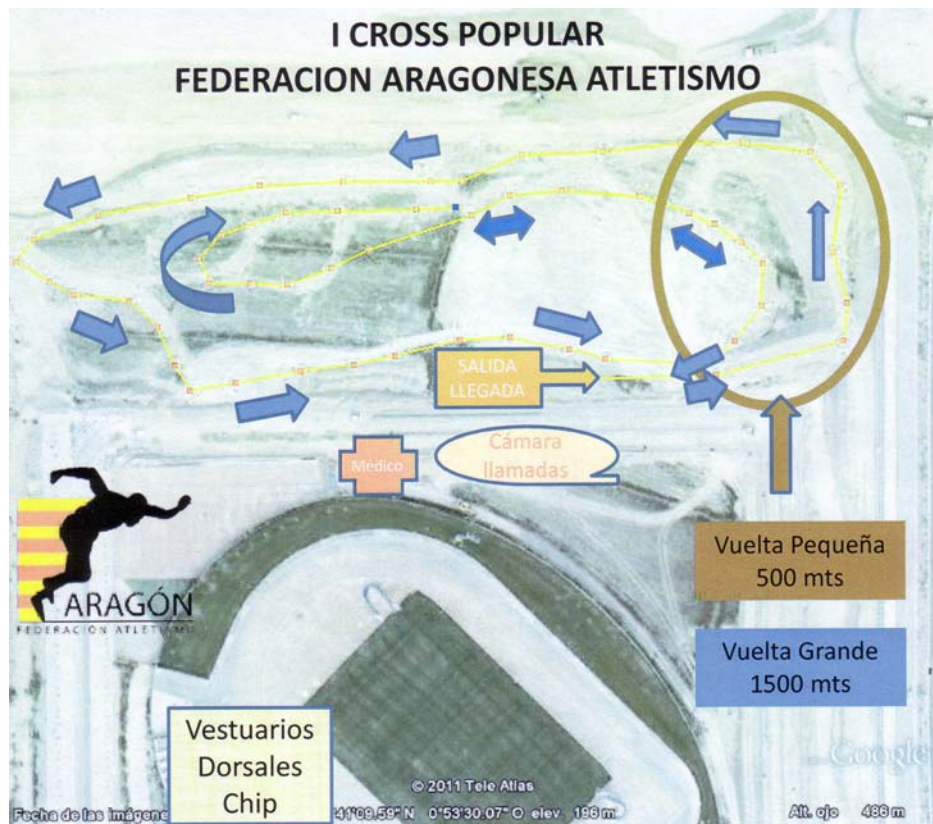 I CROSS POPULAR
FEDERACION ARAGONESA ATLETISMO
SALIDA
LLEGADA
Cámara
llamadas
Médico
ARAGÓN
FEDERACIÓN ATLETISMO
Vuelta Pequeña
500 mts
Vuelta Grande
1500 mts
Vestuarios
Dorsales
Chip
Google
© 2011 Tele Atlas
Fecha de las imágene 41'09.59" N 0°53'30.07" O elev. 196 m Alt. ojo 486 m